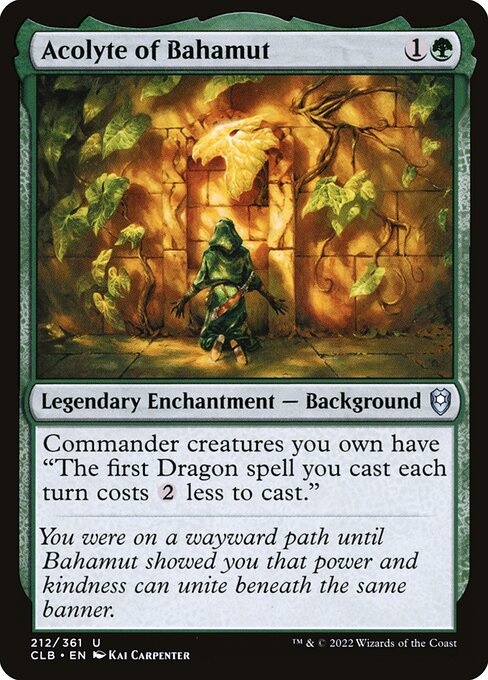 Acolyte of Bahamut 1
Legendary Enchantment — Background
Commander creatures you own have
“The first Dragon spell you cast each
turn costs 2 less to cast.”
You were on a wayward path until
Bahamut showed you that power and
kindness can unite beneath the same
banner.
212/361 U
CLB • EN Kai Carpenter
™ & © 2022 Wizards of the Coast